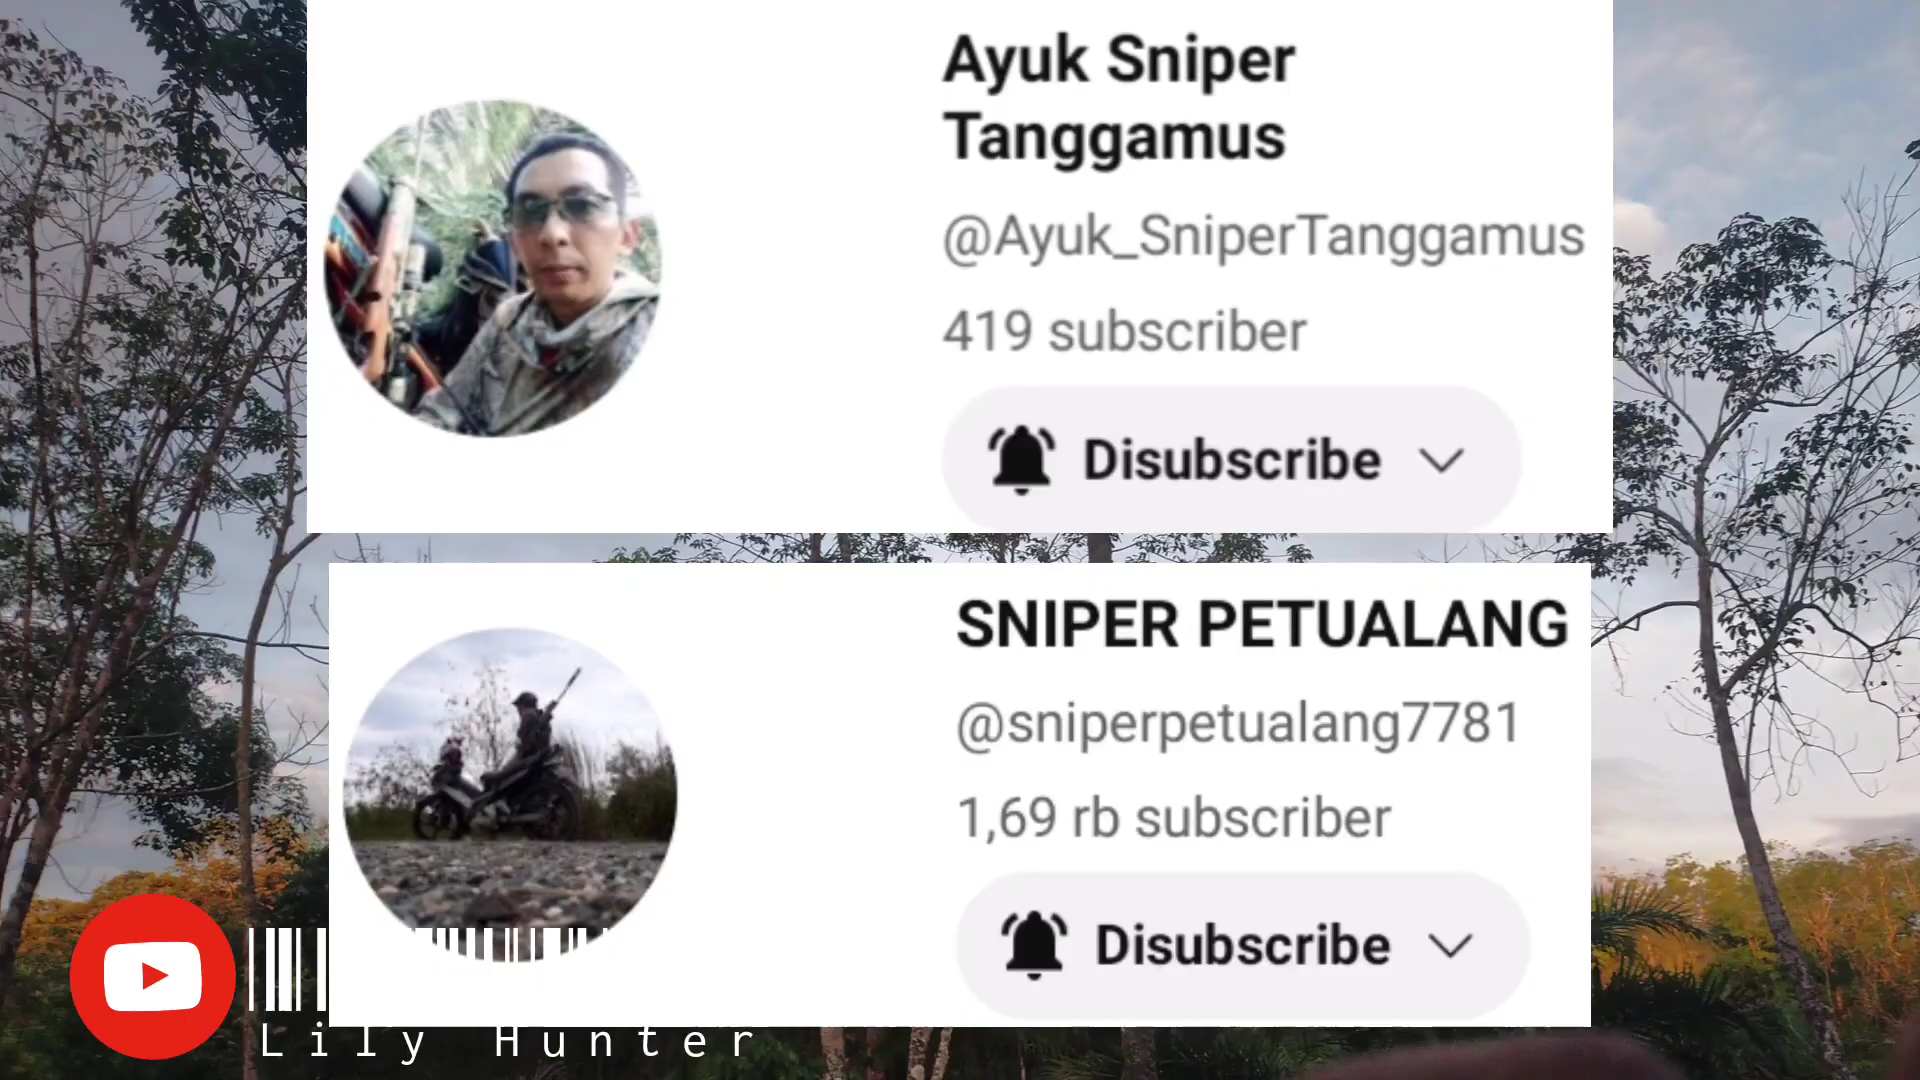 Ayuk Sniper
Tanggamus
@Ayuk_SniperTanggamus
419 subscriber
Disubscribe
SNIPER PETUALANG
@sniperpetualang7781
1,69 rb subscriber
Disubscribe
Lily Hunter